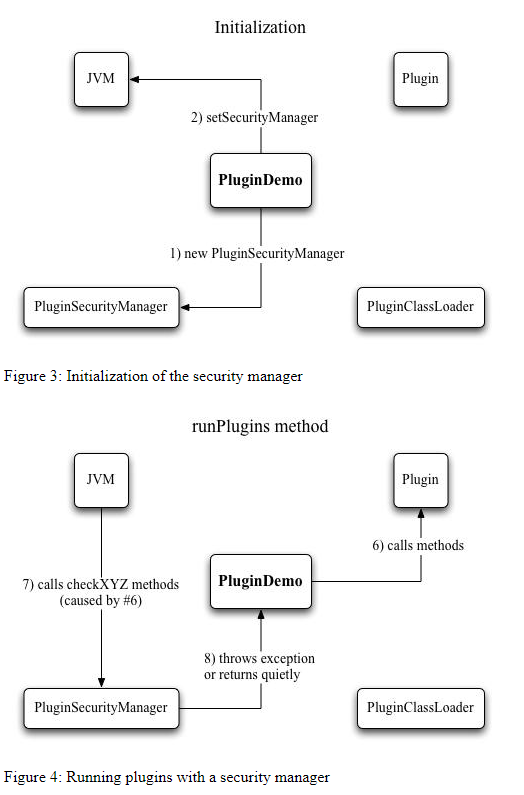 Initialization
JVM
Plugin
2) setSecurityManager
PluginDemo
1) new PluginSecurityManager
PluginSecurityManager
PluginClassLoader
Figure 3: Initialization of the security manager
runPlugins method
JVM
Plugin
6) calls methods
PluginDemo
7) calls checkXYZ methods
(caused by #6)
8) throws exception
or returns quietly
PluginSecurityManager
PluginClassLoader
Figure 4: Running plugins with a security manager